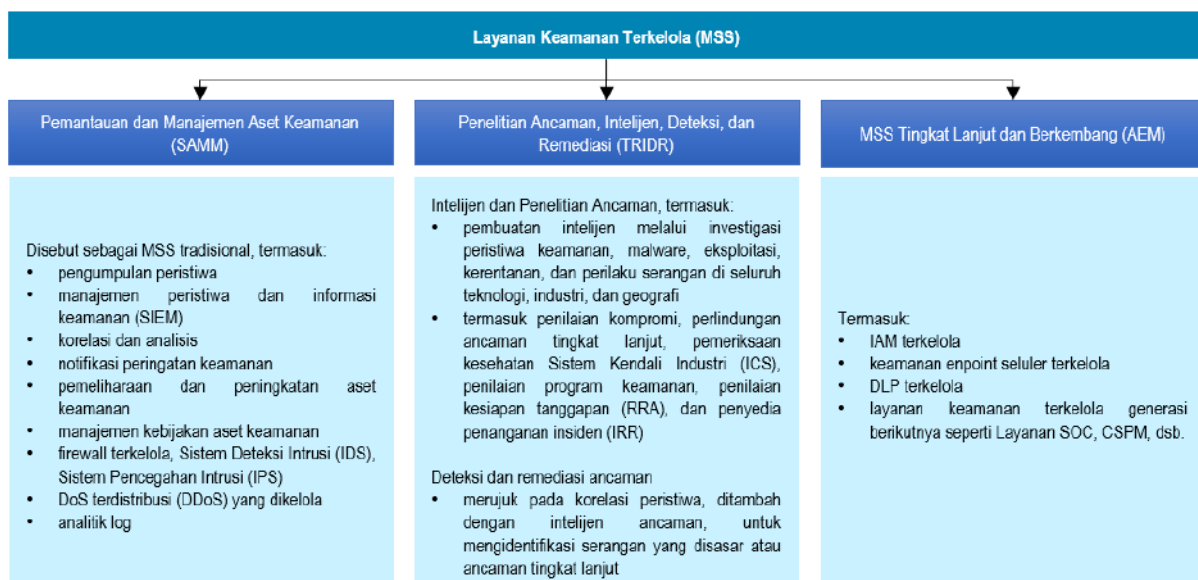 Layanan Keamanan Terkelola (MSS)
Pemantauan dan Manajemen Aset Keamanan
(SAMM)
Disebut sebagai MSS tradisional, termasuk:
• pengumpulan peristiwa
• manajemen peristiwa dan informasi
keamanan (SIEM)
• korelasi dan analisis
• notifikasi peringatan keamanan
• pemeliharaan dan peningkatan aset
keamanan
• manajemen kebijakan aset keamanan
• firewall terkelola, Sistem Deteksi Intrusi (IDS),
Sistem Pencegahan Intrusi (IPS)
• DoS terdistribusi (DDoS) yang dikelola
• analitik log
Penelitian Ancaman, Intelijen, Deteksi, dan
Remediasi (TRIDR)
Intelijen dan Penelitian Ancaman, termasuk:
• pembuatan intelijen melalui investigasi
peristiwa keamanan, malware, eksploitasi,
kerentanan, dan perilaku serangan di seluruh
teknologi, industri, dan geografi
• termasuk penilaian kompromi, perlindungan
ancaman tingkat lanjut, pemeriksaan
kesehatan Sistem Kendali Industri (ICS),
penilaian program keamanan, penilaian
kesiapan tanggapan (RRA), dan penyedia
penanganan insiden (IRR)
Deteksi dan remediasi ancaman
• merujuk pada korelasi peristiwa, ditambah
dengan intelijen ancaman, untuk
mengidentifikasi serangan yang disasar atau
ancaman tingkat lanjut
MSS Tingkat Lanjut dan Berkembang (AEM)
Termasuk:
• IAM terkelola
• keamanan enpoint seluler terkelola
• DLP terkelola
• layanan keamanan terkelola generasi
berikutnya seperti Layanan SOC, CSPM, dsb.